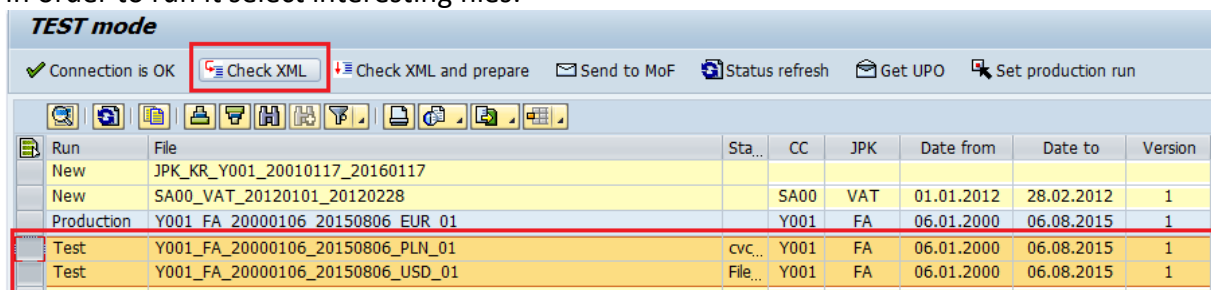 In order to run it select interesting files:
TEST mode
Connection is OK Check XML Check XML and prepare Send to MoF Status refresh Get UPO Set production run
Run File Sta... CC JPK Date from Date to Version
New JPK_KR_Y001_20010117_20160117
New SA00_VAT_20120101_20120228 SA00 VAT 01.01.2012 28.02.2012 1
Production Y001_FA_20000106_20150806_EUR_01 Y001 FA 06.01.2000 06.08.2015 1
Test Y001_FA_20000106_20150806_PLN_01 cvc... Y001 FA 06.01.2000 06.08.2015 1
Test Y001_FA_20000106_20150806_USD_01 File... Y001 FA 06.01.2000 06.08.2015 1